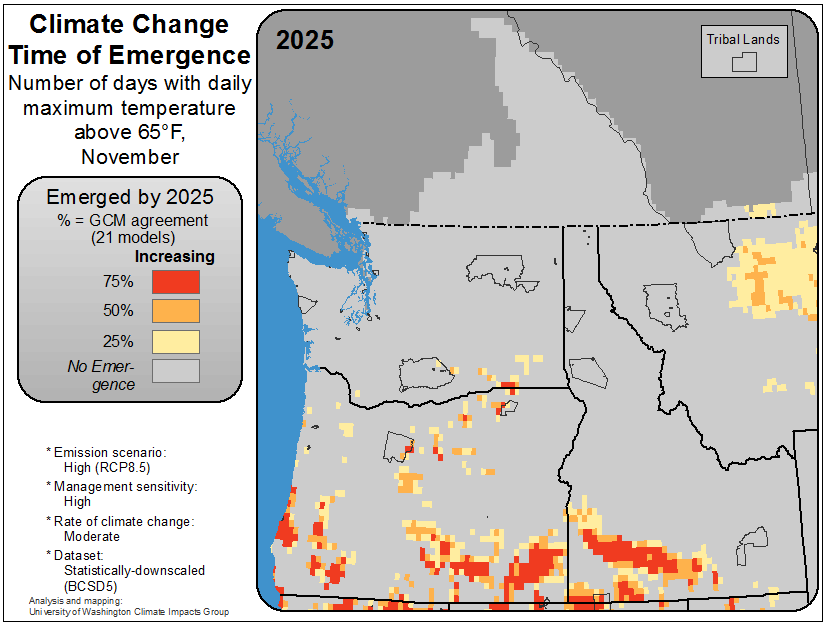 Climate Change
Time of Emergence
Number of days with daily
maximum temperature
above 65°F,
November
Emerged by 2025
% = GCM agreement
(21 models)
Increasing
75%
50%
25%
No Emer-
gence
* Emission scenario:
High (RCP8.5)
* Management sensitivity:
High
* Rate of climate change:
Moderate
* Dataset:
Statistically-downscaled
(BCSD5)
Analysis and mapping:
University of Washington Climate Impacts Group
2025
Tribal Lands